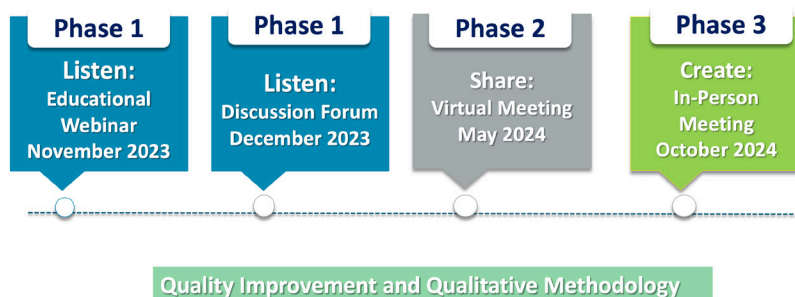 Phase 1
Listen:
Educational
Webinar
November 2023
Phase 1
Listen:
Discussion Forum
December 2023
Phase 2
Share:
Virtual Meeting
May 2024
Phase 3
Create:
In-Person
Meeting
October 2024
Quality Improvement and Qualitative Methodology